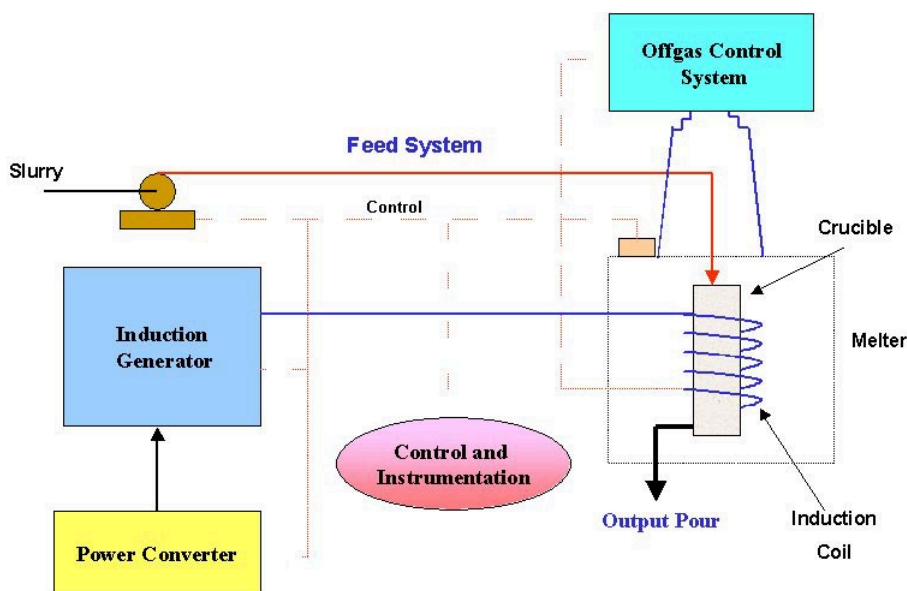 Offgas Control
System
Feed System
Slurry
Control
Crucible
Induction
Generator
Melter
Control and
Instrumentation
Output Pour
Induction
Coil
Power Converter